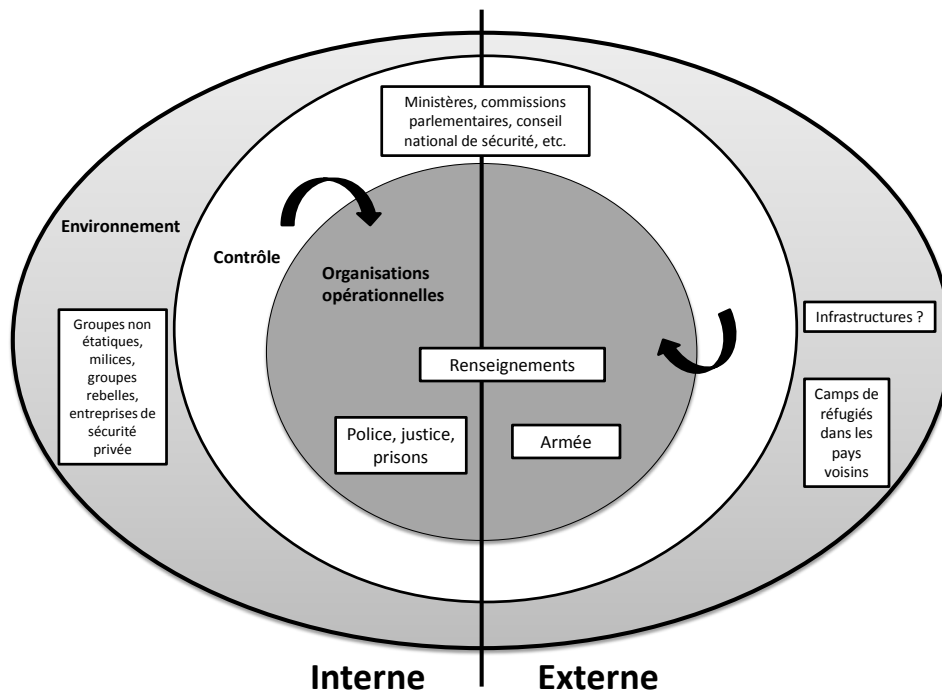 Ministères, commissions
parlementaires, conseil
national de sécurité, etc.
Environnement
Contrôle
Organisations
opérationnelles
Groupes non
étatiques,
milices,
groupes
rebelles,
entreprises de
sécurité
privée
Infrastructures ?
Renseignements
Camps de
réfugiés
dans les
pays
voisins
Police, justice,
prisons
Armée
Interne
Externe